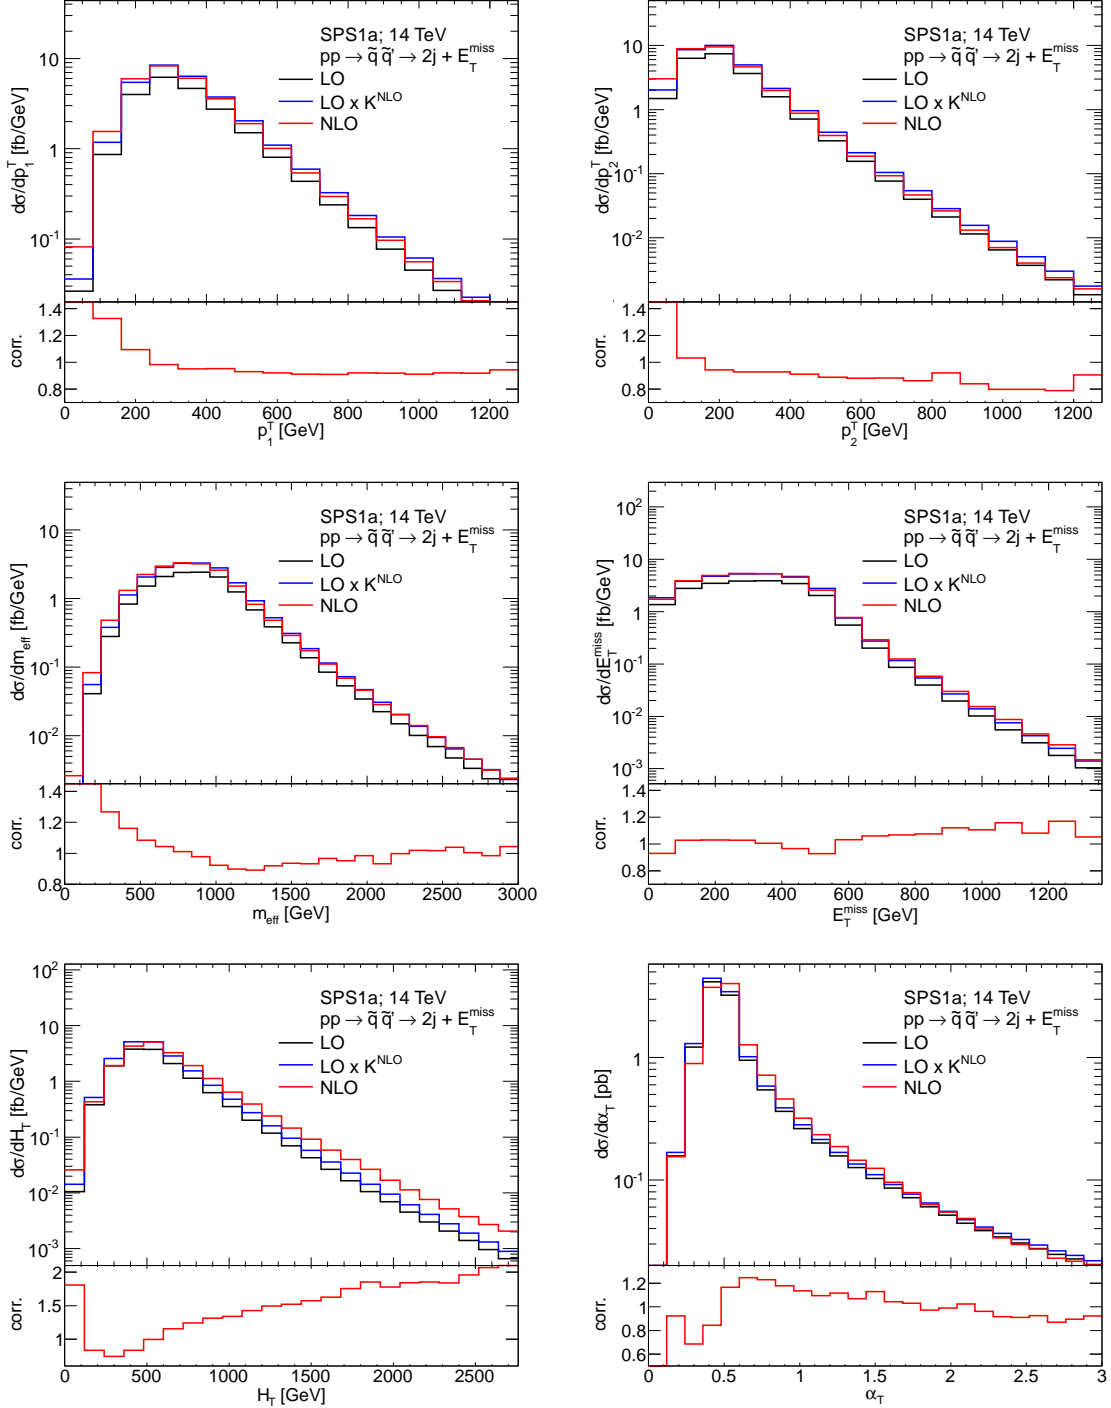 SPS1a; 14 TeV
pp → q̃ q̃' → 2j + E_T^miss
LO
LO x K^NLO
NLO
dσ/dp_1^T [fb/GeV]
10
1
10^-1
corr.
1.4
1.2
1
0.8
0 200 400 600 800 1000 1200
p_1^T [GeV]
SPS1a; 14 TeV
pp → q̃ q̃' → 2j + E_T^miss
LO
LO x K^NLO
NLO
dσ/dp_2^T [fb/GeV]
10
1
10^-1
10^-2
corr.
1.4
1.2
1
0.8
0 200 400 600 800 1000 1200
p_2^T [GeV]
SPS1a; 14 TeV
pp → q̃ q̃' → 2j + E_T^miss
LO
LO x K^NLO
NLO
dσ/dm_eff [fb/GeV]
10
1
10^-1
10^-2
corr.
1.4
1.2
1
0.8
0 500 1000 1500 2000 2500 3000
m_eff [GeV]
SPS1a; 14 TeV
pp → q̃ q̃' → 2j + E_T^miss
LO
LO x K^NLO
NLO
dσ/dE_T^miss [fb/GeV]
10^2
10
1
10^-1
10^-2
10^-3
corr.
1.4
1.2
1
0.8
0 200 400 600 800 1000 1200
E_T^miss [GeV]
SPS1a; 14 TeV
pp → q̃ q̃' → 2j + E_T^miss
LO
LO x K^NLO
NLO
dσ/dH_T [fb/GeV]
10^2
10
1
10^-1
10^-2
10^-3
corr.
2
1.5
1
0 500 1000 1500 2000 2500
H_T [GeV]
SPS1a; 14 TeV
pp → q̃ q̃' → 2j + E_T^miss
LO
LO x K^NLO
NLO
dσ/dα_T [pb]
1
10^-1
corr.
1.2
1.0
0.8
0.6
0 0.5 1 1.5 2 2.5 3
α_T